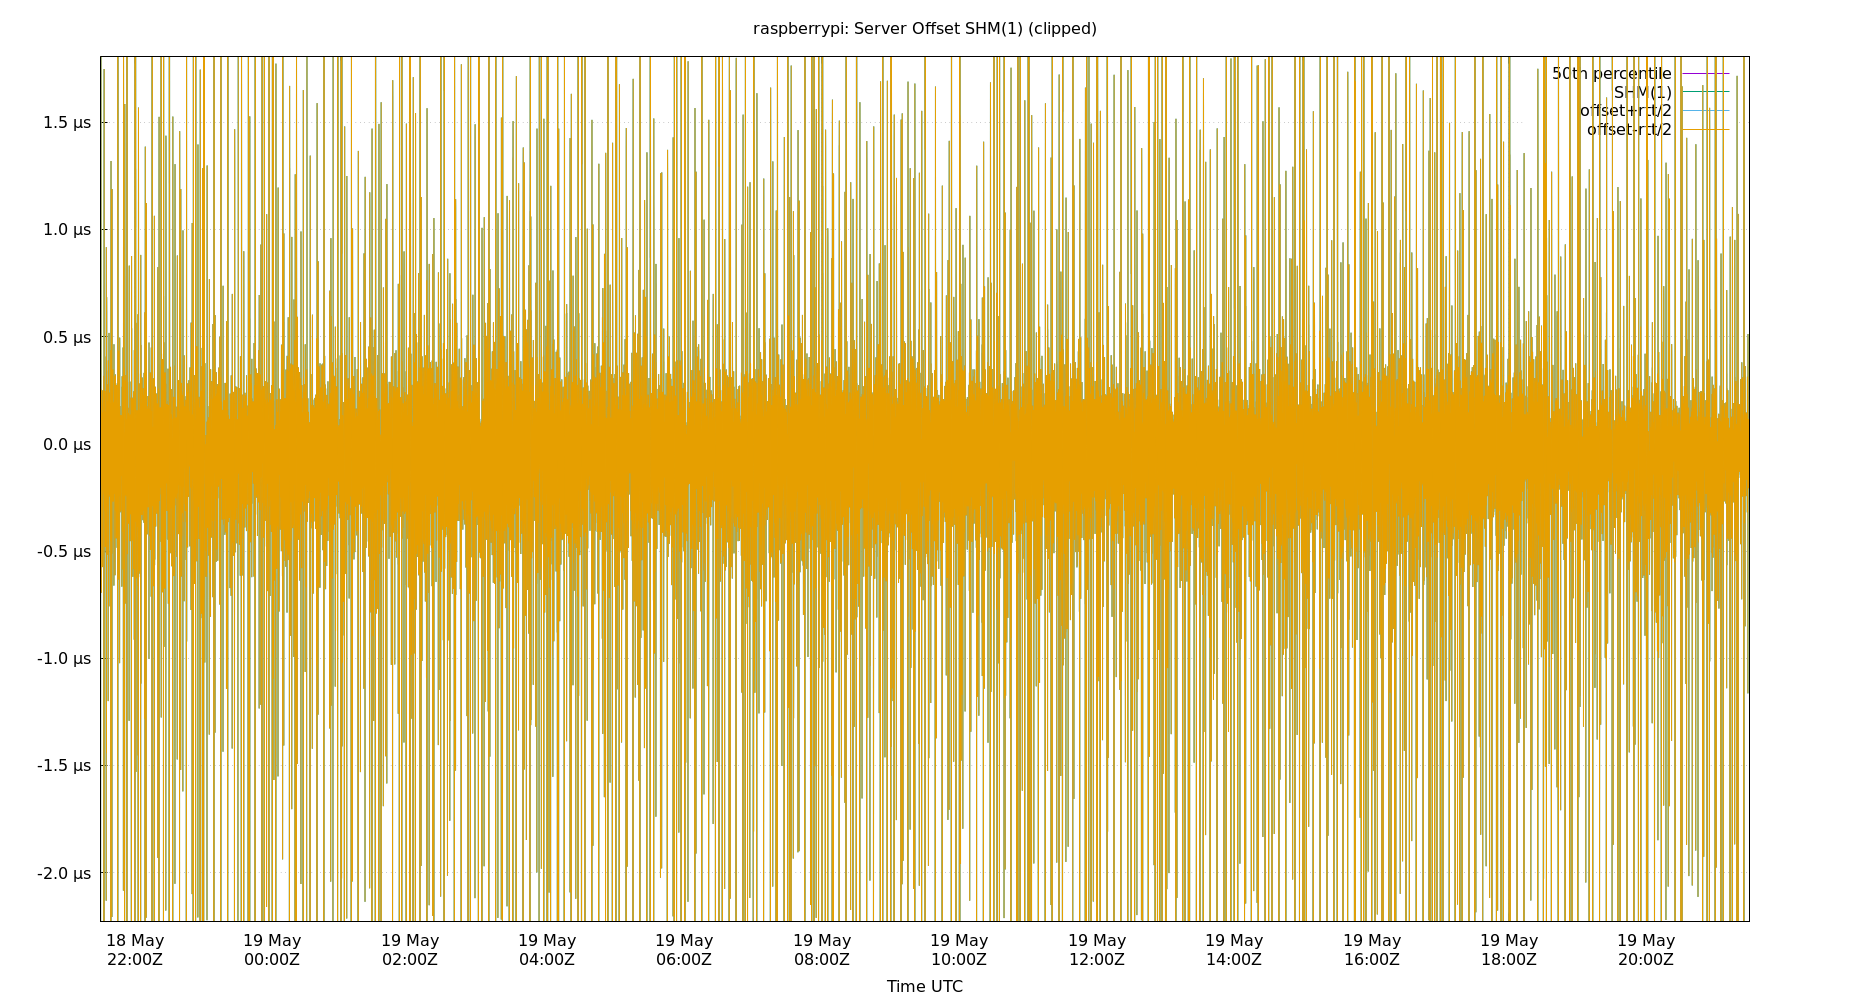 raspberrypi: Server Offset SHM(1) (clipped)
50th percentile
SHM(1)
offset+rtt/2
offset-rtt/2
1.5 µs
1.0 µs
0.5 µs
0.0 µs
-0.5 µs
-1.0 µs
-1.5 µs
-2.0 µs
18 May 19 May 19 May 19 May 19 May 19 May 19 May 19 May 19 May 19 May 19 May 19 May
22:00Z 00:00Z 02:00Z 04:00Z 06:00Z 08:00Z 10:00Z 12:00Z 14:00Z 16:00Z 18:00Z 20:00Z
Time UTC